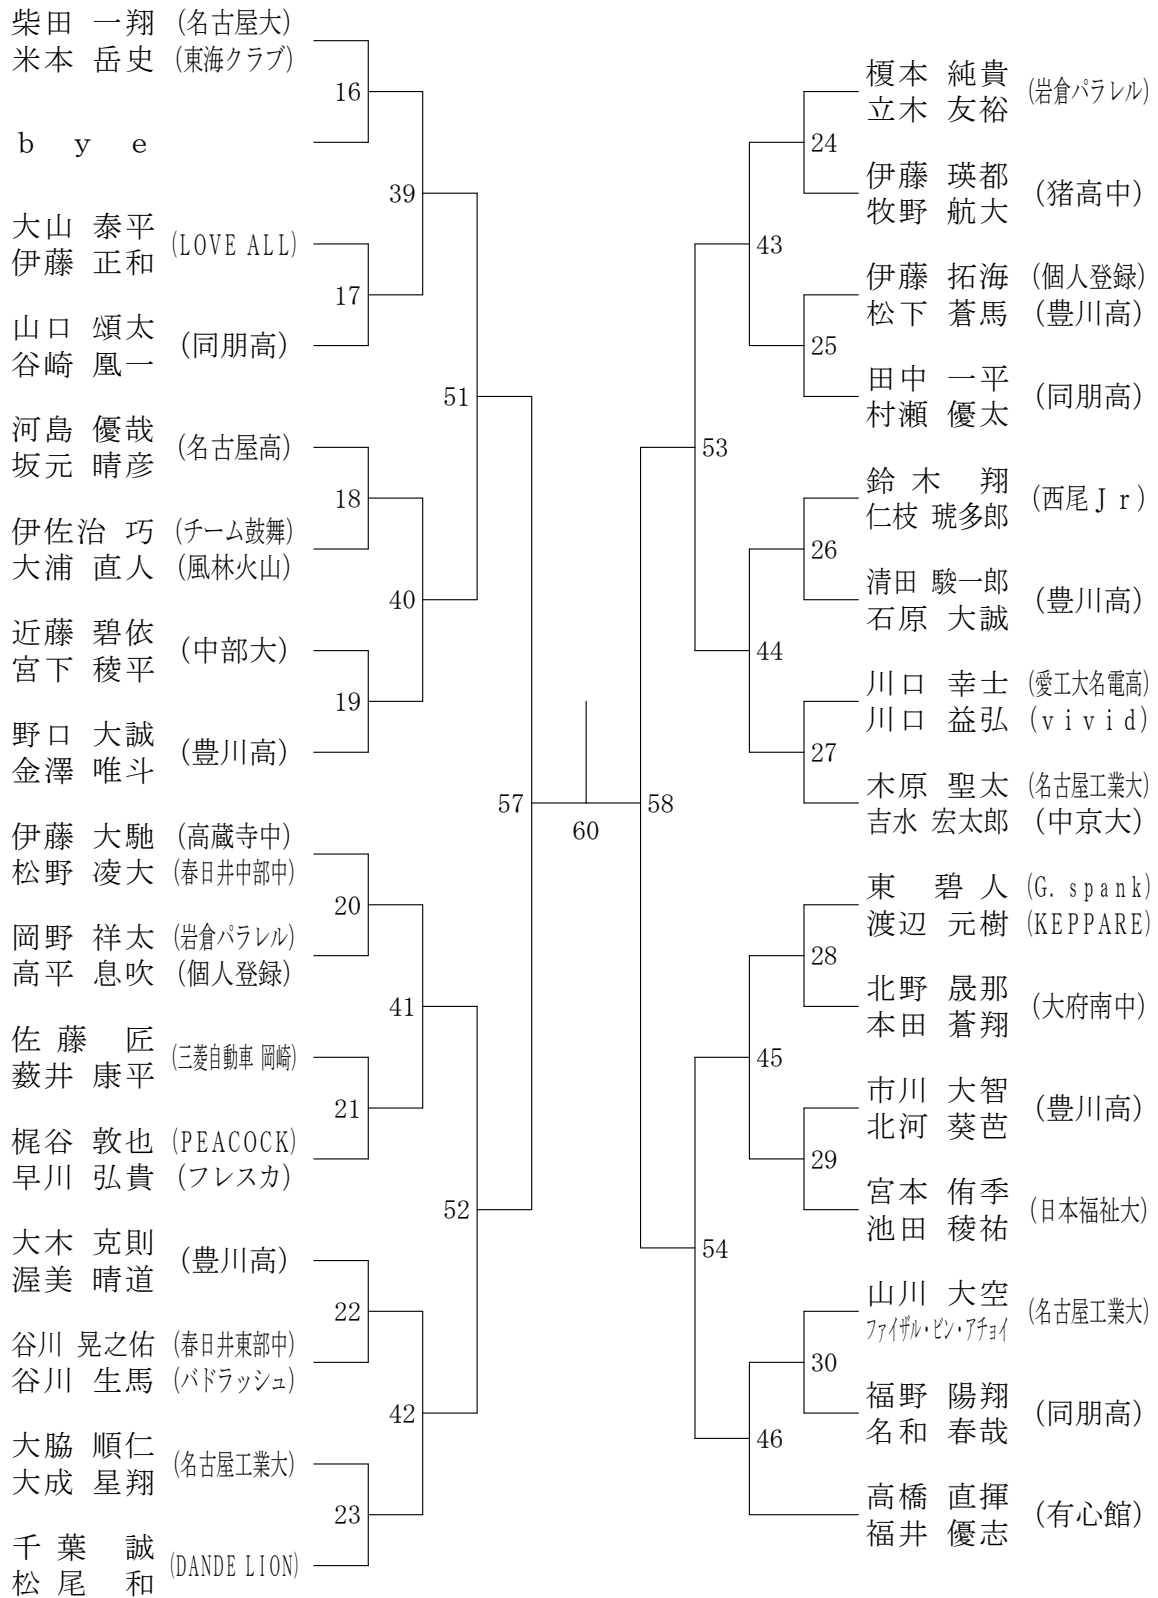 柴田 一翔 (名古屋大)
米本 岳史 (東海クラブ)
16
ｂ ｙ ｅ
39
大山 泰平
伊藤 正和
(LOVE ALL)
17
山口 頌太
谷崎 凰一
(同朋高)
51
河島 優哉
坂元 晴彦
(名古屋高)
18
伊佐治 巧 (チーム鼓舞)
大浦 直人 (風林火山)
40
近藤 碧依
宮下 稜平
(中部大)
19
野口 大誠
金澤 唯斗
(豊川高)
57
伊藤 大馳 (高蔵寺中)
松野 凌大 (春日井中部中)
20
岡野 祥太 (岩倉パラレル)
高平 息吹 (個人登録)
41
佐藤 匠
薮井 康平
(三菱自動車 岡崎)
21
梶谷 敦也 (PEACOCK)
早川 弘貴 (フレスカ)
52
大木 克則
渥美 晴道
(豊川高)
22
谷川 晃之佑 (春日井東部中)
谷川 生馬 (バドラッシュ)
42
大脇 順仁
大成 星翔
(名古屋工業大)
23
千葉 誠
松尾 和
(DANDE LION)
60
榎本 純貴
立木 友裕
(岩倉パラレル)
24
伊藤 瑛都
牧野 航大
(猪高中)
43
伊藤 拓海 (個人登録)
松下 蒼馬 (豊川高)
25
田中 一平
村瀬 優太
(同朋高)
53
鈴木 翔
仁枝 琥多郎
(西尾Ｊｒ)
26
清田 駿一郎
石原 大誠
(豊川高)
44
川口 幸士 (愛工大名電高)
川口 益弘 (ｖｉｖｉｄ)
27
木原 聖太 (名古屋工業大)
吉水 宏太郎 (中京大)
58
東 碧人 (G. spank)
渡辺 元樹 (KEPPARE)
28
北野 晟那
本田 蒼翔
(大府南中)
45
市川 大智
北河 葵芭
(豊川高)
29
宮本 侑季
池田 稜祐
(日本福祉大)
54
山川 大空
ファイザル・ビン・アチョイ
(名古屋工業大)
30
福野 陽翔
名和 春哉
(同朋高)
46
高橋 直揮
福井 優志
(有心館)